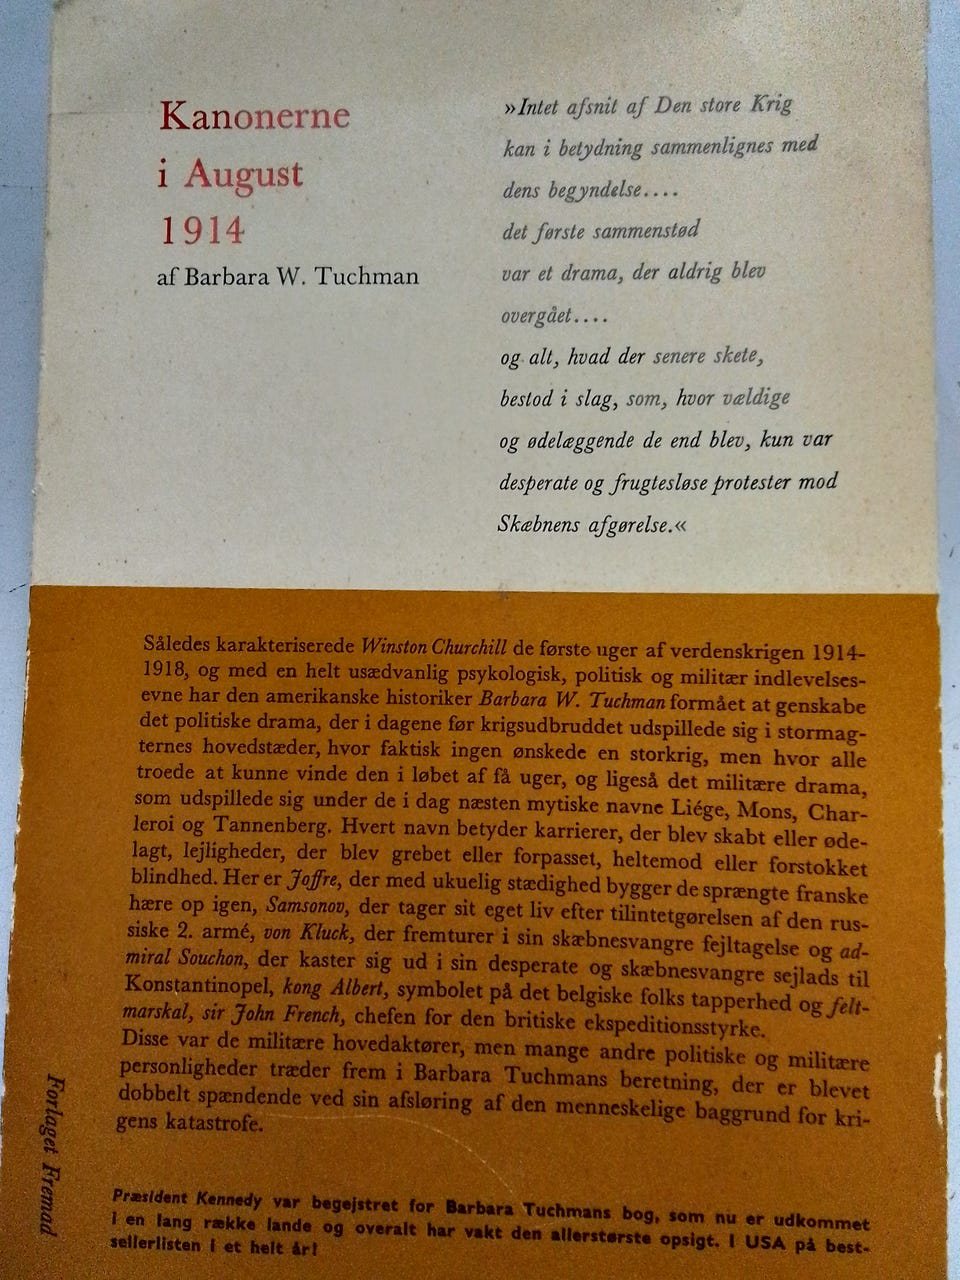 Kanonerne
i August
1914
af Barbara W. Tuchman
»Intet afsnit af Den store Krig
kan i betydning sammenlignes med
dens begyndelse....
det første sammenstød
var et drama, der aldrig blev
overgået....
og alt, hvad der senere skete,
bestod i slag, som, hvor vældige
og ødelæggende de end blev, kun var
desperate og frugtesløse protester mod
Skæbnens afgørelse.«
Således karakteriserede Winston Churchill de første uger af verdenskrigen 1914-
1918, og med en helt usædvanlig psykologisk, politisk og militær indlevelses-
evne har den amerikanske historiker Barbara W. Tuchman formået at genskabe
det politiske drama, der i dagene før krigsudbruddet udspillede sig i stormag-
ternes hovedstæder, hvor faktisk ingen ønskede en storkrig, men hvor alle
troede at kunne vinde den i løbet af få uger, og ligeså det militære drama,
som udspillede sig under de i dag næsten mytiske navne Liége, Mons, Char-
leroi og Tannenberg. Hvert navn betyder karrierer, der blev skabt eller øde-
lagt, lejligheder, der blev grebet eller forpasset, heltemod eller forstokket
blindhed. Her er Joffre, der med ukuelig stædighed bygger de sprængte franske
hære op igen, Samsonov, der tager sit eget liv efter tilintetgørelsen af den rus-
siske 2. armé, von Kluck, der fremturer i sin skæbnesvangre fejltagelse og ad-
miral Souchon, der kaster sig ud i sin desperate og skæbnesvangre sejlads til
Konstantinopel, kong Albert, symbolet på det belgiske folks tapperhed og felt-
marskal, sir John French, chefen for den britiske ekspeditionsstyrke.
Disse var de militære hovedaktører, men mange andre politiske og militære
personligheder træder frem i Barbara Tuchmans beretning, der er blevet
dobbelt spændende ved sin afsløring af den menneskelige baggrund for kri-
gens katastrofe.
Præsident Kennedy var begejstret for Barbara Tuchmans bog, som nu er udkommet
i en lang række lande og overalt har vakt den allerstørste opsigt. I USA på best-
sellerlisten i et helt år!
Forlaget Fremad